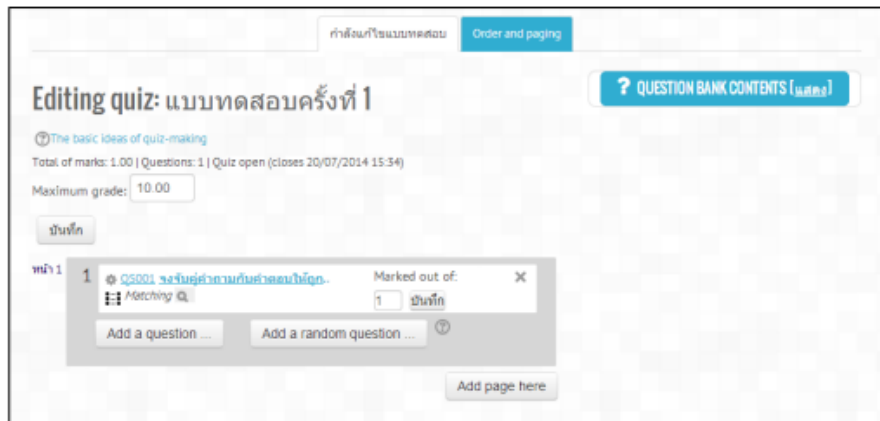 กำลังแก้ไขแบบทดสอบ Order and paging
? QUESTION BANK CONTENTS [แสดง]
Editing quiz: แบบทดสอบครั้งที่ 1
The basic ideas of quiz-making
Total of marks: 1.00 | Questions: 1 | Quiz open (closes 20/07/2014 15:34)
Maximum grade: 10.00
บันทึก
หน้า 1
1 QS001 จงจับคู่คำถามกับคำตอบให้ถูก.. Marked out of:
Matching 1 บันทึก
Add a question ... Add a random question ...
Add page here